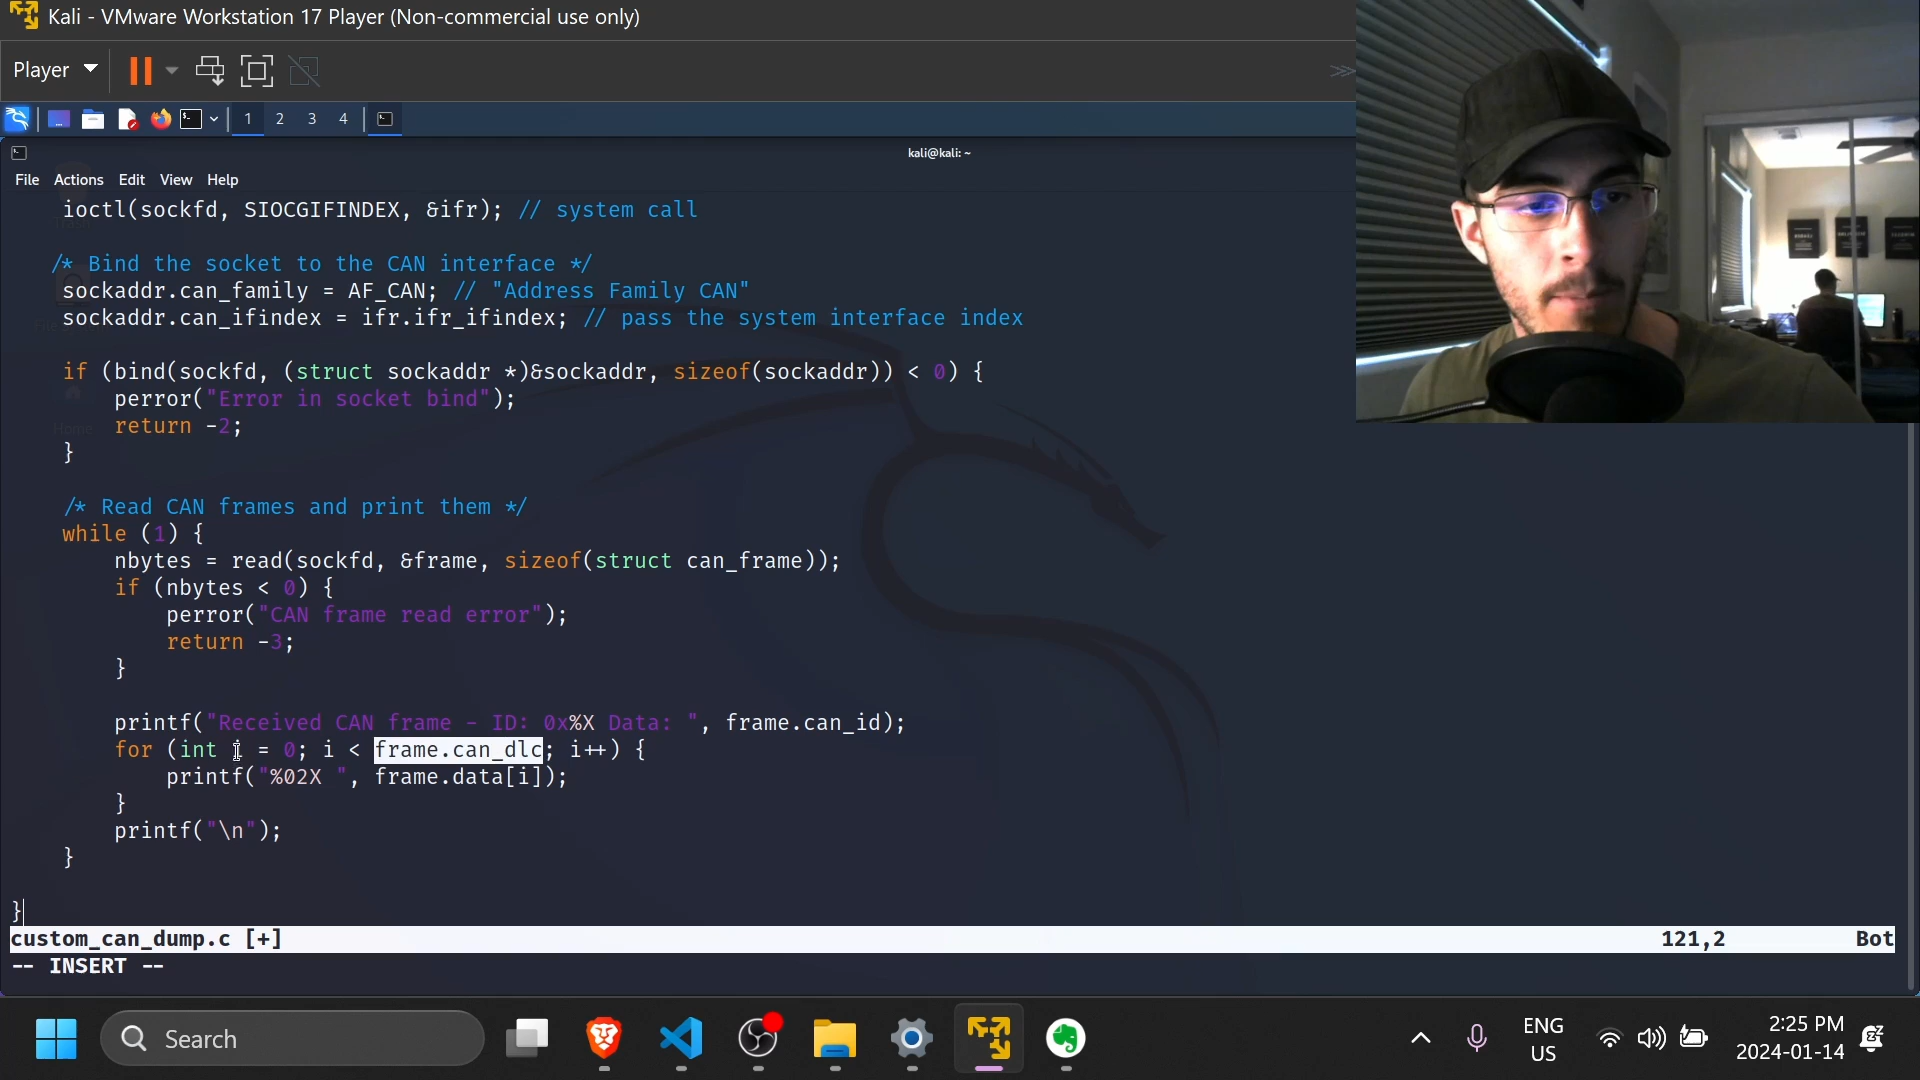 Kali - VMware Workstation 17 Player (Non-commercial use only)
Player
1 2 3 4
kali@kali: ~
File Actions Edit View Help
ioctl(sockfd, SIOCGIFINDEX, &ifr); // system call
/* Bind the socket to the CAN interface */
sockaddr.can_family = AF_CAN; // "Address Family CAN"
sockaddr.can_ifindex = ifr.ifr_ifindex; // pass the system interface index
if (bind(sockfd, (struct sockaddr *)&sockaddr, sizeof(sockaddr)) < 0) {
perror("Error in socket bind");
return -2;
}
/* Read CAN frames and print them */
while (1) {
nbytes = read(sockfd, &frame, sizeof(struct can_frame));
if (nbytes < 0) {
perror("CAN frame read error");
return -3;
}
printf("Received CAN frame - ID: 0x%X Data: ", frame.can_id);
for (int i = 0; i < frame.can_dlc; i++) {
printf("%02X ", frame.data[i]);
}
printf("\n");
}
}
custom_can_dump.c [+] 121,2 Bot
-- INSERT --
Search
ENG
US
2:25 PM
2024-01-14